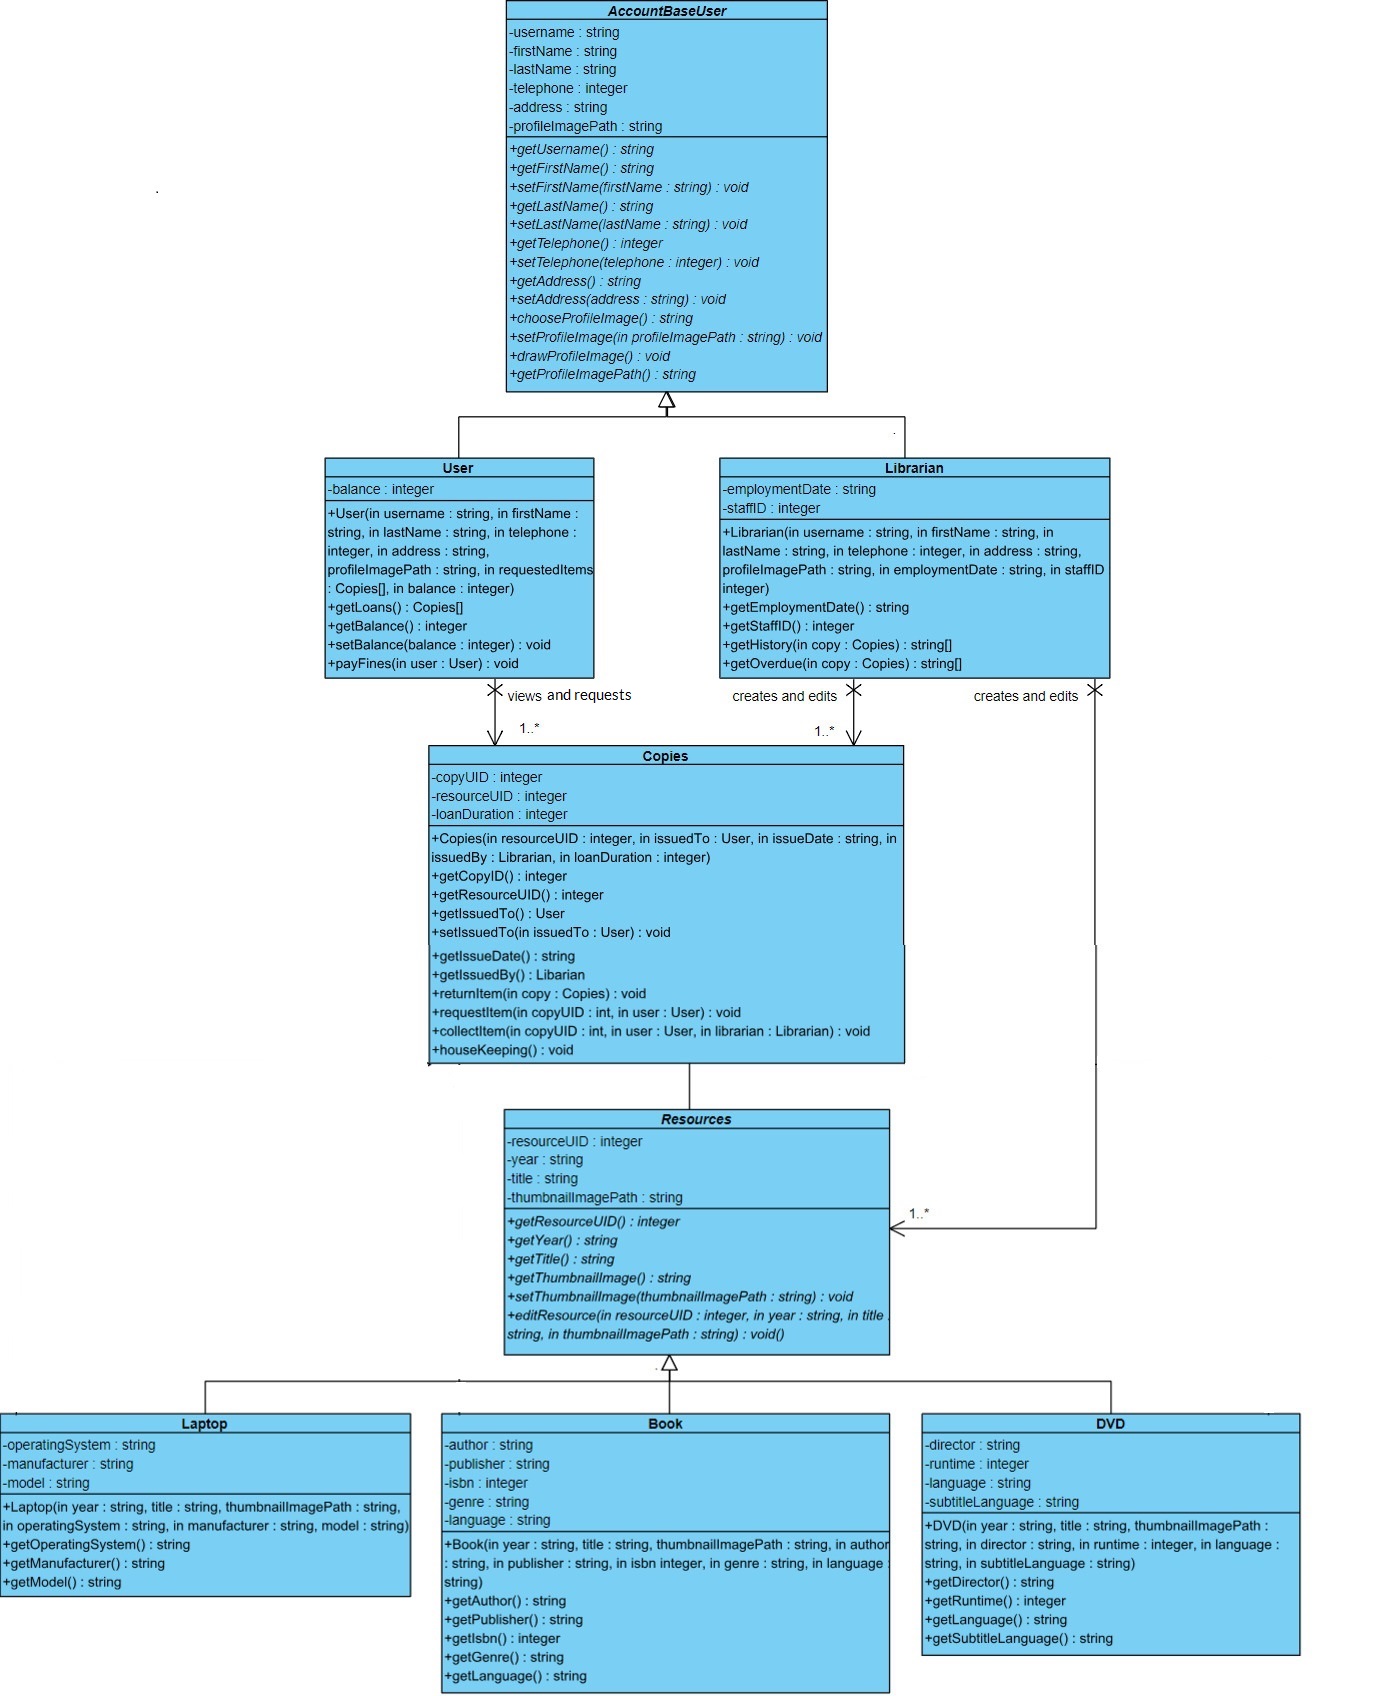 AccountBaseUser
-username : string
-firstName : string
-lastName : string
-telephone : integer
-address : string
-profileImagePath : string
+getUsername() : string
+getFirstName() : string
+setFirstName(firstName : string) : void
+getLastName() : string
+setLastName(lastName : string) : void
+getTelephone() : integer
+setTelephone(telephone : integer) : void
+getAddress() : string
+setAddress(address : string) : void
+chooseProfileImage() : string
+setProfileImage(in profileImagePath : string) : void
+drawProfileImage() : void
+getProfileImagePath() : string
User
-balance : integer
+User(in username : string, in firstName :
string, in lastName : string, in telephone :
integer, in address : string,
profileImagePath : string, in requestedItems
: Copies[], in balance : integer)
+getLoans() : Copies[]
+getBalance() : integer
+setBalance(balance : integer) : void
+payFines(in user : User) : void
Librarian
-employmentDate : string
-staffID : integer
+Librarian(in username : string, in firstName : string, in
lastName : string, in telephone : integer, in address : string,
profileImagePath : string, in employmentDate : string, in staffID
integer)
+getEmploymentDate() : string
+getStaffID() : integer
+getHistory(in copy : Copies) : string[]
+getOverdue(in copy : Copies) : string[]
views and requests
1..*
creates and edits
1..*
creates and edits
Copies
-copyUID : integer
-resourceUID : integer
-loanDuration : integer
+Copies(in resourceUID : integer, in issuedTo : User, in issueDate : string, in
issuedBy : Librarian, in loanDuration : integer)
+getCopyID() : integer
+getResourceUID() : integer
+getIssuedTo() : User
+setIssuedTo(in issuedTo : User) : void
+getIssueDate() : string
+getIssuedBy() : Libarian
+returnItem(in copy : Copies) : void
+requestItem(in copyUID : int, in user : User) : void
+collectItem(in copyUID : int, in user : User, in librarian : Librarian) : void
+houseKeeping() : void
Resources
-resourceUID : integer
-year : string
-title : string
-thumbnailImagePath : string
+getResourceUID() : integer
+getYear() : string
+getTitle() : string
+getThumbnailImage() : string
+setThumbnailImage(thumbnailImagePath : string) : void
+editResource(in resourceUID : integer, in year : string, in title :
string, in thumbnailImagePath : string) : void()
1..*
Laptop
-operatingSystem : string
-manufacturer : string
-model : string
+Laptop(in year : string, title : string, thumbnailImagePath : string,
in operatingSystem : string, in manufacturer : string, model : string)
+getOperatingSystem() : string
+getManufacturer() : string
+getModel() : string
Book
-author : string
-publisher : string
-isbn : integer
-genre : string
-language : string
+Book(in year : string, title : string, thumbnailImagePath : string, in author
: string, in publisher : string, in isbn integer, in genre : string, in language :
string)
+getAuthor() : string
+getPublisher() : string
+getIsbn() : integer
+getGenre() : string
+getLanguage() : string
DVD
-director : string
-runtime : integer
-language : string
-subtitleLanguage : string
+DVD(in year : string, title : string, thumbnailImagePath :
string, in director : string, in runtime : integer, in language :
string, in subtitleLanguage : string)
+getDirector() : string
+getRuntime() : integer
+getLanguage() : string
+getSubtitleLanguage() : string